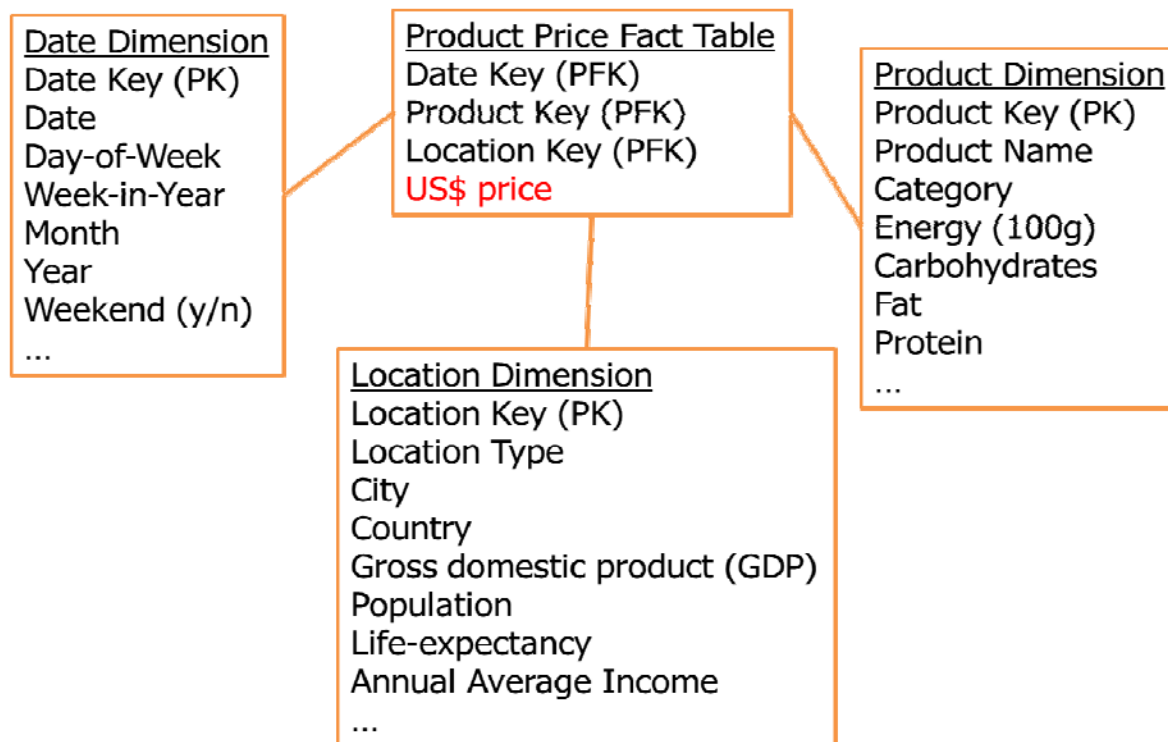 Date Dimension
Date Key (PK)
Date
Day-of-Week
Week-in-Year
Month
Year
Weekend (y/n)
...
Product Price Fact Table
Date Key (PFK)
Product Key (PFK)
Location Key (PFK)
US$ price
Product Dimension
Product Key (PK)
Product Name
Category
Energy (100g)
Carbohydrates
Fat
Protein
...
Location Dimension
Location Key (PK)
Location Type
City
Country
Gross domestic product (GDP)
Population
Life-expectancy
Annual Average Income
...